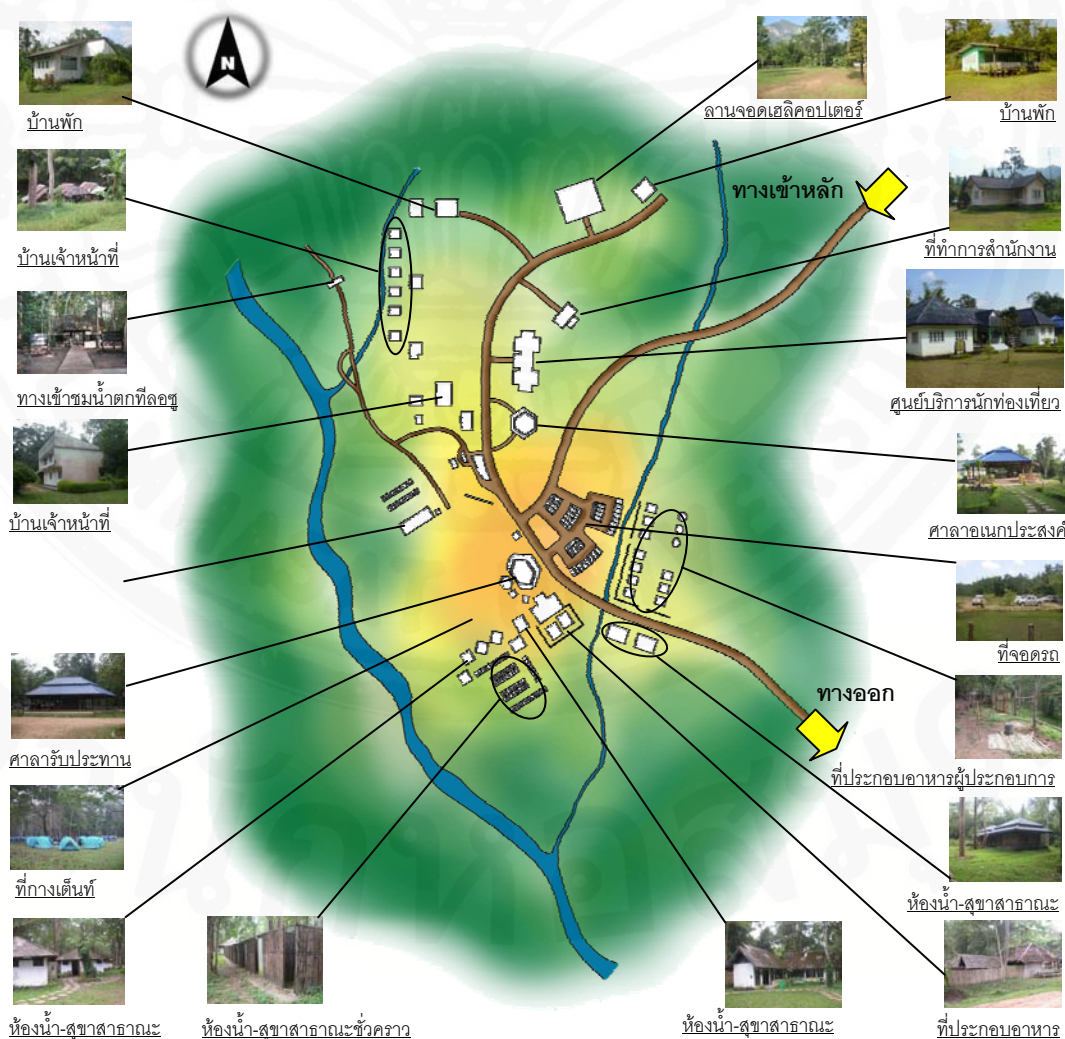 N
บ้านพัก
ลานจอดเฮลิคอปเตอร์
บ้านพัก
ทางเข้าหลัก
บ้านเจ้าหน้าที่
ที่ทำการสำนักงาน
ทางเข้าชมน้ำตกทีลอซู
ศูนย์บริการนักท่องเที่ยว
บ้านเจ้าหน้าที่
ศาลาอเนกประสงค์
ที่จอดรถ
ทางออก
ศาลารับประทาน
ที่ประกอบอาหารผู้ประกอบการ
ที่กางเต็นท์
ห้องน้ำ-สุขาสาธาณะ
ห้องน้ำ-สุขาสาธาณะ
ห้องน้ำ-สุขาสาธาณะชั่วคราว
ห้องน้ำ-สุขาสาธาณะ
ที่ประกอบอาหาร